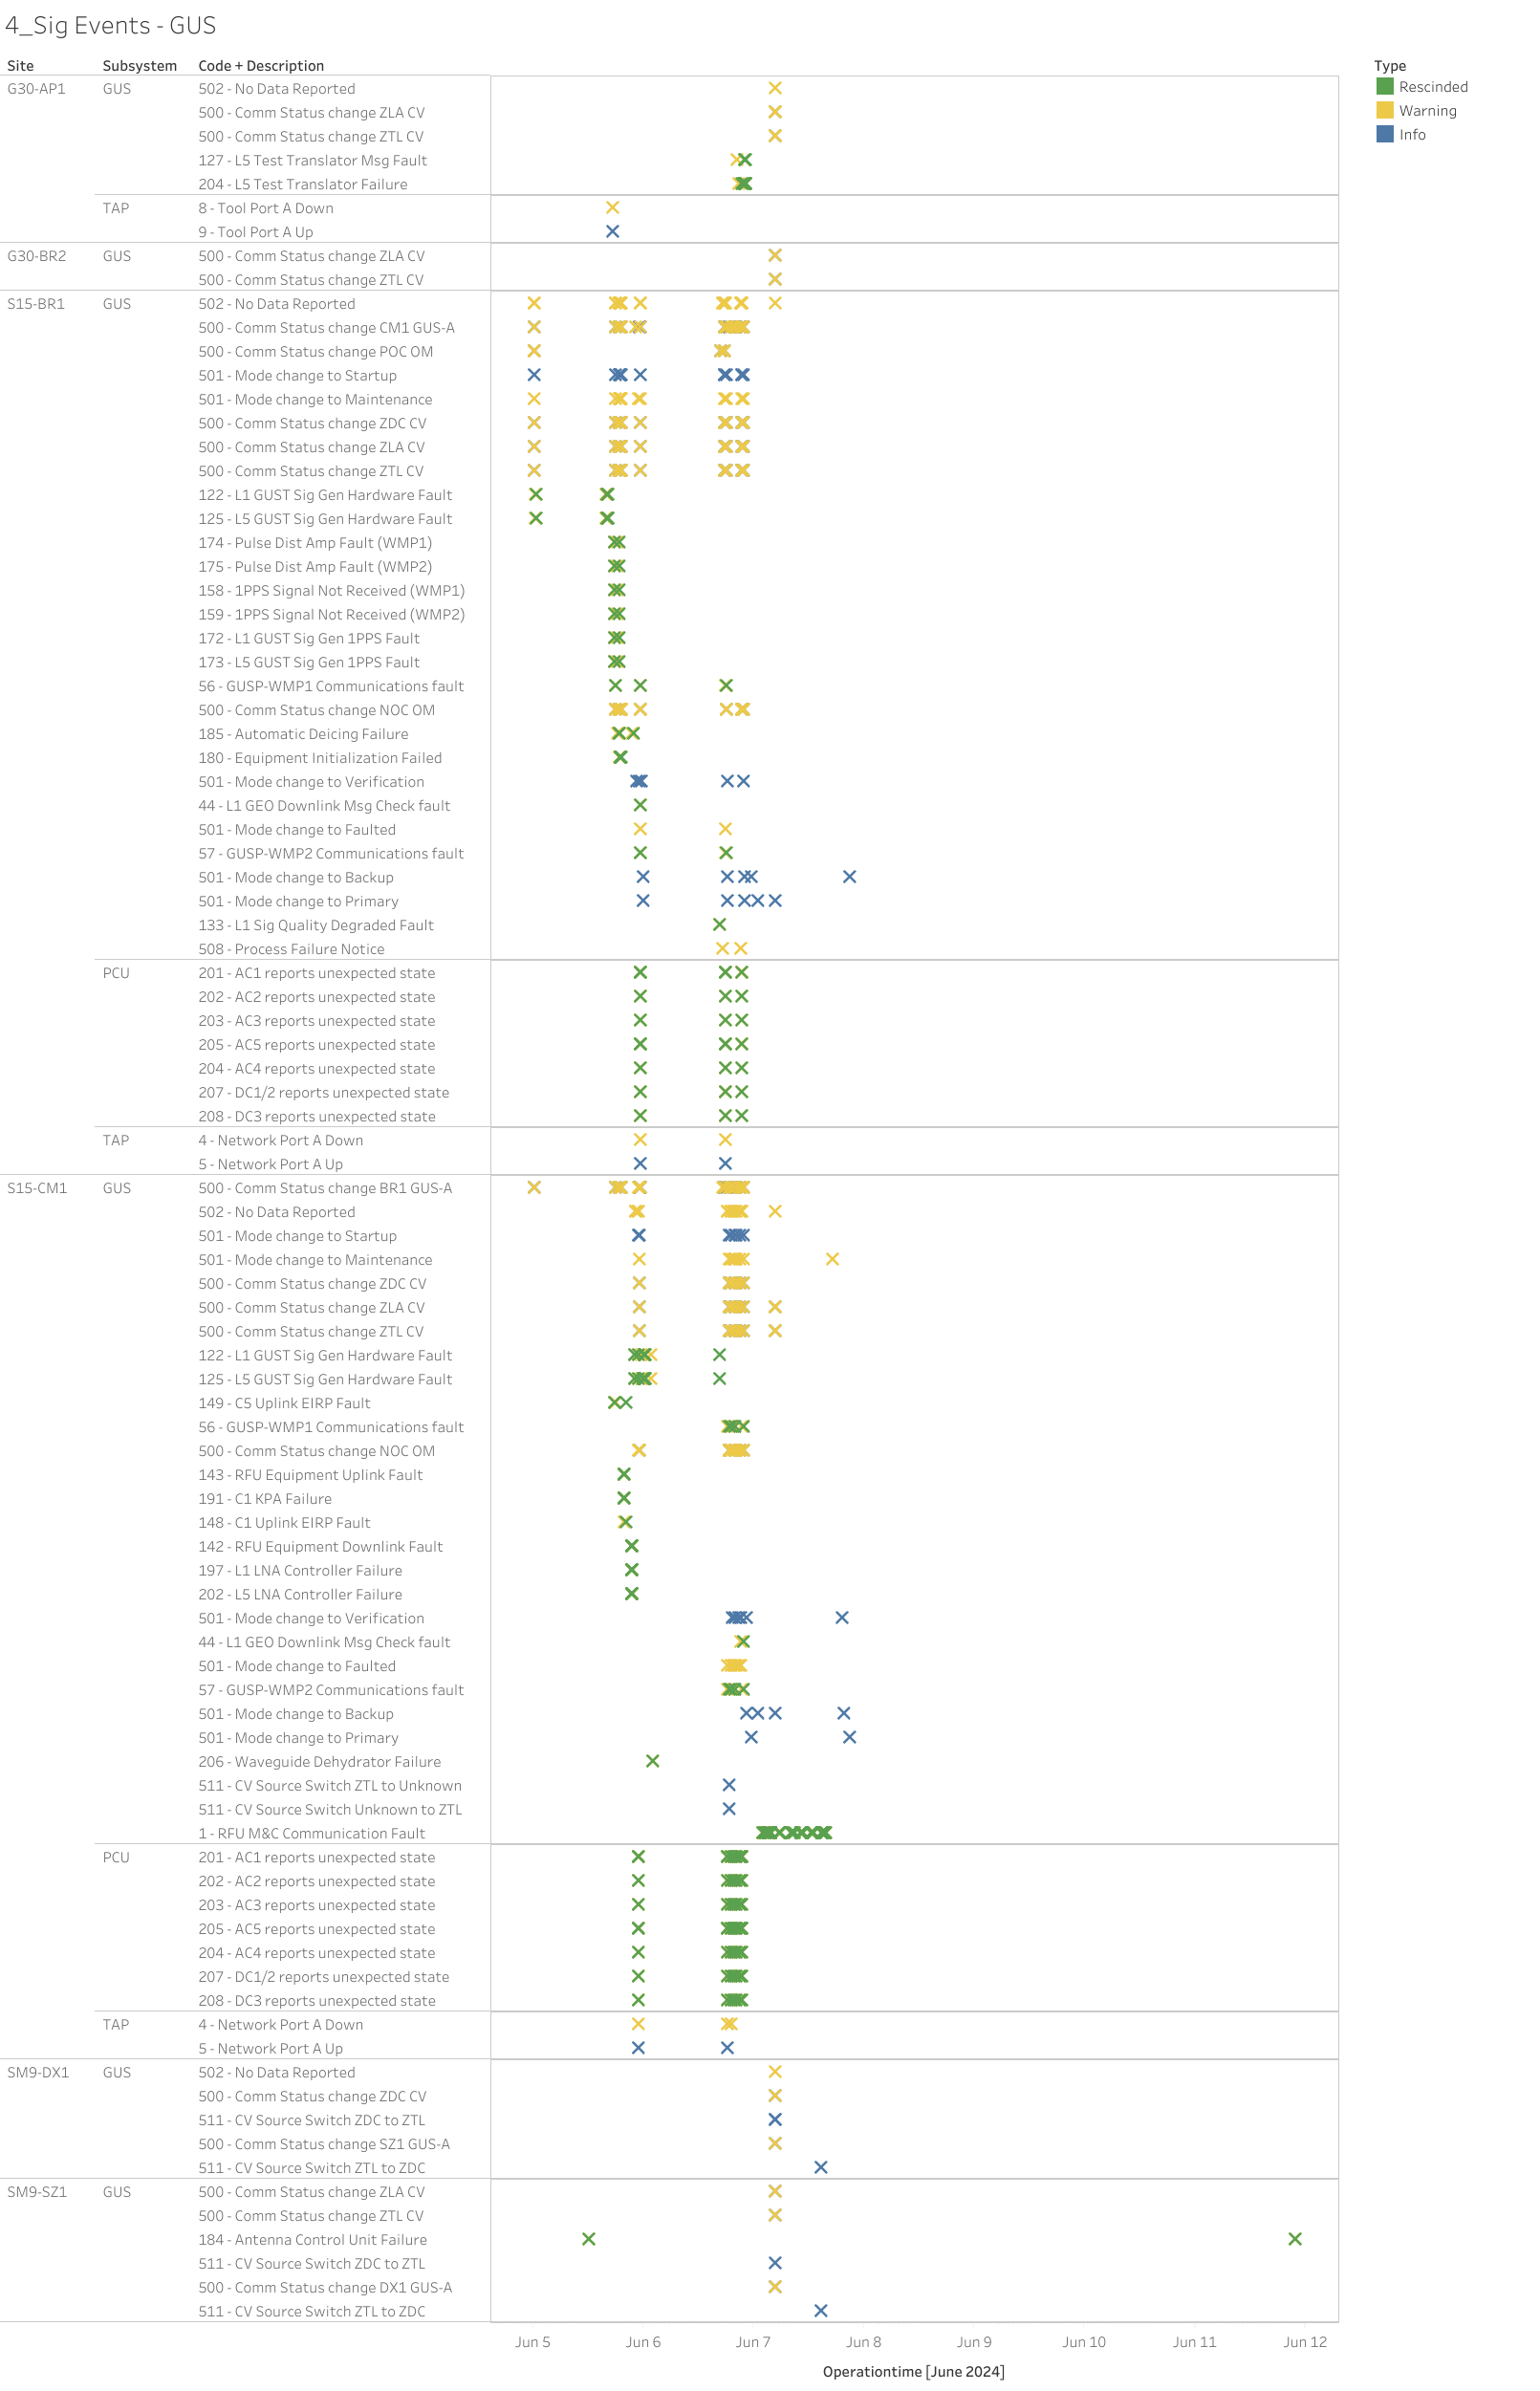 4_Sig Events - GUS
Site Subsystem Code + Description
Type
G30-AP1 GUS 502 - No Data Reported
Rescinded
500 - Comm Status change ZLA CV
Warning
500 - Comm Status change ZTL CV
Info
127 - L5 Test Translator Msg Fault
204 - L5 Test Translator Failure
TAP 8 - Tool Port A Down
9 - Tool Port A Up
G30-BR2 GUS 500 - Comm Status change ZLA CV
500 - Comm Status change ZTL CV
S15-BR1 GUS 502 - No Data Reported
500 - Comm Status change CM1 GUS-A
500 - Comm Status change POC OM
501 - Mode change to Startup
501 - Mode change to Maintenance
500 - Comm Status change ZDC CV
500 - Comm Status change ZLA CV
500 - Comm Status change ZTL CV
122 - L1 GUST Sig Gen Hardware Fault
125 - L5 GUST Sig Gen Hardware Fault
174 - Pulse Dist Amp Fault (WMP1)
175 - Pulse Dist Amp Fault (WMP2)
158 - 1PPS Signal Not Received (WMP1)
159 - 1PPS Signal Not Received (WMP2)
172 - L1 GUST Sig Gen 1PPS Fault
173 - L5 GUST Sig Gen 1PPS Fault
56 - GUSP-WMP1 Communications fault
500 - Comm Status change NOC OM
185 - Automatic Deicing Failure
180 - Equipment Initialization Failed
501 - Mode change to Verification
44 - L1 GEO Downlink Msg Check fault
501 - Mode change to Faulted
57 - GUSP-WMP2 Communications fault
501 - Mode change to Backup
501 - Mode change to Primary
133 - L1 Sig Quality Degraded Fault
508 - Process Failure Notice
PCU 201 - AC1 reports unexpected state
202 - AC2 reports unexpected state
203 - AC3 reports unexpected state
205 - AC5 reports unexpected state
204 - AC4 reports unexpected state
207 - DC1/2 reports unexpected state
208 - DC3 reports unexpected state
TAP 4 - Network Port A Down
5 - Network Port A Up
S15-CM1 GUS 500 - Comm Status change BR1 GUS-A
502 - No Data Reported
501 - Mode change to Startup
501 - Mode change to Maintenance
500 - Comm Status change ZDC CV
500 - Comm Status change ZLA CV
500 - Comm Status change ZTL CV
122 - L1 GUST Sig Gen Hardware Fault
125 - L5 GUST Sig Gen Hardware Fault
149 - C5 Uplink EIRP Fault
56 - GUSP-WMP1 Communications fault
500 - Comm Status change NOC OM
143 - RFU Equipment Uplink Fault
191 - C1 KPA Failure
148 - C1 Uplink EIRP Fault
142 - RFU Equipment Downlink Fault
197 - L1 LNA Controller Failure
202 - L5 LNA Controller Failure
501 - Mode change to Verification
44 - L1 GEO Downlink Msg Check fault
501 - Mode change to Faulted
57 - GUSP-WMP2 Communications fault
501 - Mode change to Backup
501 - Mode change to Primary
206 - Waveguide Dehydrator Failure
511 - CV Source Switch ZTL to Unknown
511 - CV Source Switch Unknown to ZTL
1 - RFU M&C Communication Fault
PCU 201 - AC1 reports unexpected state
202 - AC2 reports unexpected state
203 - AC3 reports unexpected state
205 - AC5 reports unexpected state
204 - AC4 reports unexpected state
207 - DC1/2 reports unexpected state
208 - DC3 reports unexpected state
TAP 4 - Network Port A Down
5 - Network Port A Up
SM9-DX1 GUS 502 - No Data Reported
500 - Comm Status change ZDC CV
511 - CV Source Switch ZDC to ZTL
500 - Comm Status change SZ1 GUS-A
511 - CV Source Switch ZTL to ZDC
SM9-SZ1 GUS 500 - Comm Status change ZLA CV
500 - Comm Status change ZTL CV
184 - Antenna Control Unit Failure
511 - CV Source Switch ZDC to ZTL
500 - Comm Status change DX1 GUS-A
511 - CV Source Switch ZTL to ZDC
Jun 5 Jun 6 Jun 7 Jun 8 Jun 9 Jun 10 Jun 11 Jun 12
Operationtime [June 2024]